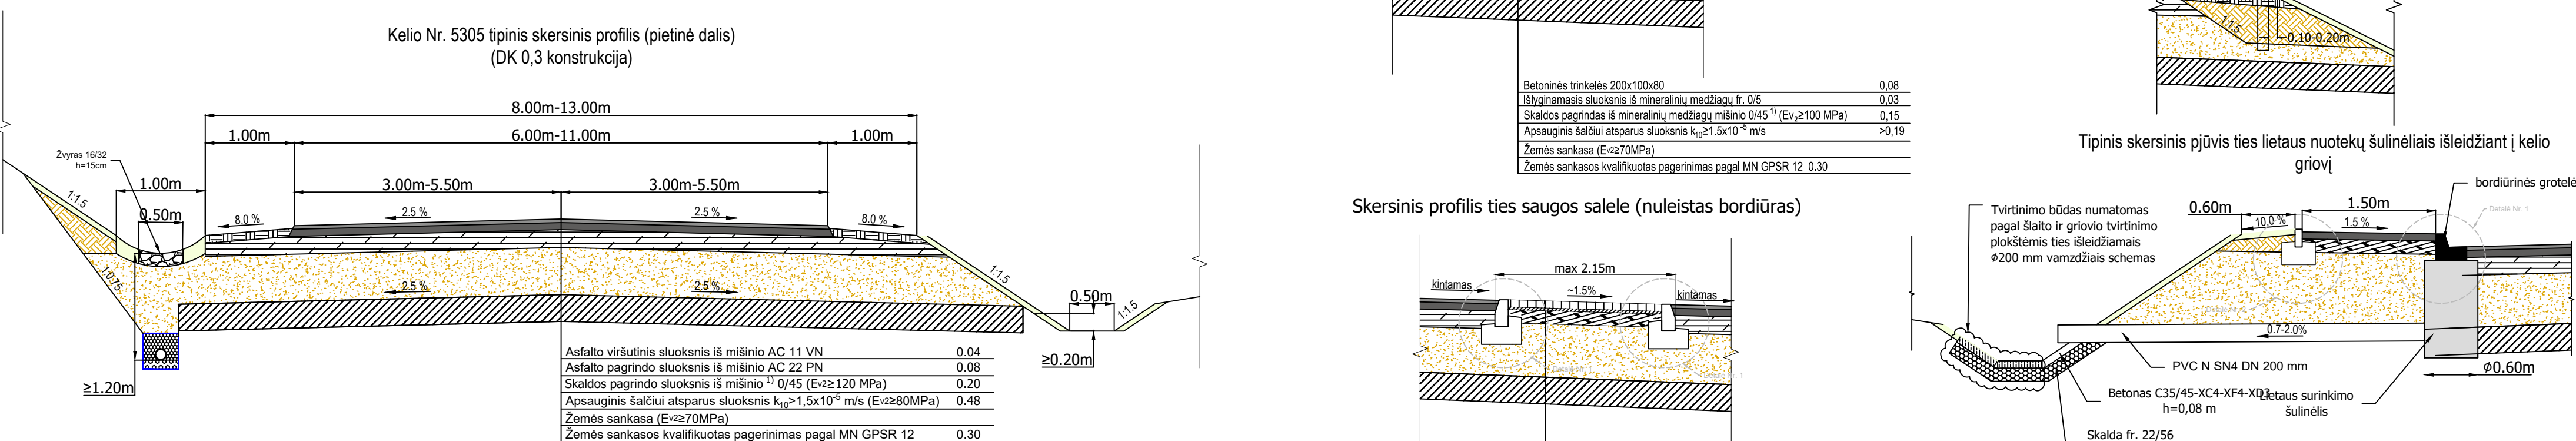 Kelio Nr. 5305 tipinis skersinis profilis (pietinė dalis)
(DK 0,3 konstrukcija)
8.00m-13.00m
1.00m
6.00m-11.00m
1.00m
Žvyras 16/32
h=15cm
1:1.5
1.00m
0.50m
3.00m-5.50m
3.00m-5.50m
8.0 %
2.5 %
2.5 %
8.0 %
1:0.75
2.5 %
2.5 %
1:1.5
0.50m
1:1.5
≥0.20m
≥1.20m
Asfalto viršutinis sluoksnis iš mišinio AC 11 VN 0.04
Asfalto pagrindo sluoksnis iš mišinio AC 22 PN 0.08
Skaldos pagrindo sluoksnis iš mišinio ¹⁾ 0/45 (Ev2≥120 MPa) 0.20
Apsauginis šalčiui atsparus sluoksnis k₁₀>1,5x10⁻⁵ m/s (Ev2≥80MPa) 0.48
Žemės sankasa (Ev2≥70MPa)
Žemės sankasos kvalifikuotas pagerinimas pagal MN GPSR 12 0.30
Betoninės trinkelės 200x100x80 0,08
Išlyginamasis sluoksnis iš mineralinių medžiagų fr. 0/5 0,03
Skaldos pagrindas iš mineralinių medžiagų mišinio 0/45 ¹⁾ (Ev₂≥100 MPa) 0,15
Apsauginis šalčiui atsparus sluoksnis k₁₀≥1,5x10⁻⁵ m/s >0,19
Žemės sankasa (Ev2≥70MPa)
Žemės sankasos kvalifikuotas pagerinimas pagal MN GPSR 12 0.30
Skersinis profilis ties saugos salele (nuleistas bordiūras)
max 2.15m
kintamas
~1.5%
kintamas
1:1.5
0.10-0.20m
Tipinis skersinis pjūvis ties lietaus nuotekų šulinėliais išleidžiant į kelio
griovį
bordiūrinės grotelė
Detalė Nr. 1
Tvirtinimo būdas numatomas
pagal šlaito ir griovio tvirtinimo
plokštėmis ties išleidžiamais
ϕ200 mm vamzdžiais schemas
0.60m
1.50m
10.0 %
1.5 %
0.7-2.0%
PVC N SN4 DN 200 mm
ϕ0.60m
Betonas C35/45-XC4-XF4-XD3
h=0,08 m
Lietaus surinkimo
šulinėlis
Skalda fr. 22/56